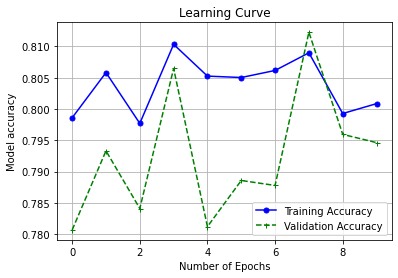 Learning Curve
Model accuracy
0.810
0.805
0.800
0.795
0.790
0.785
0.780
Training Accuracy
Validation Accuracy
0 2 4 6 8
Number of Epochs